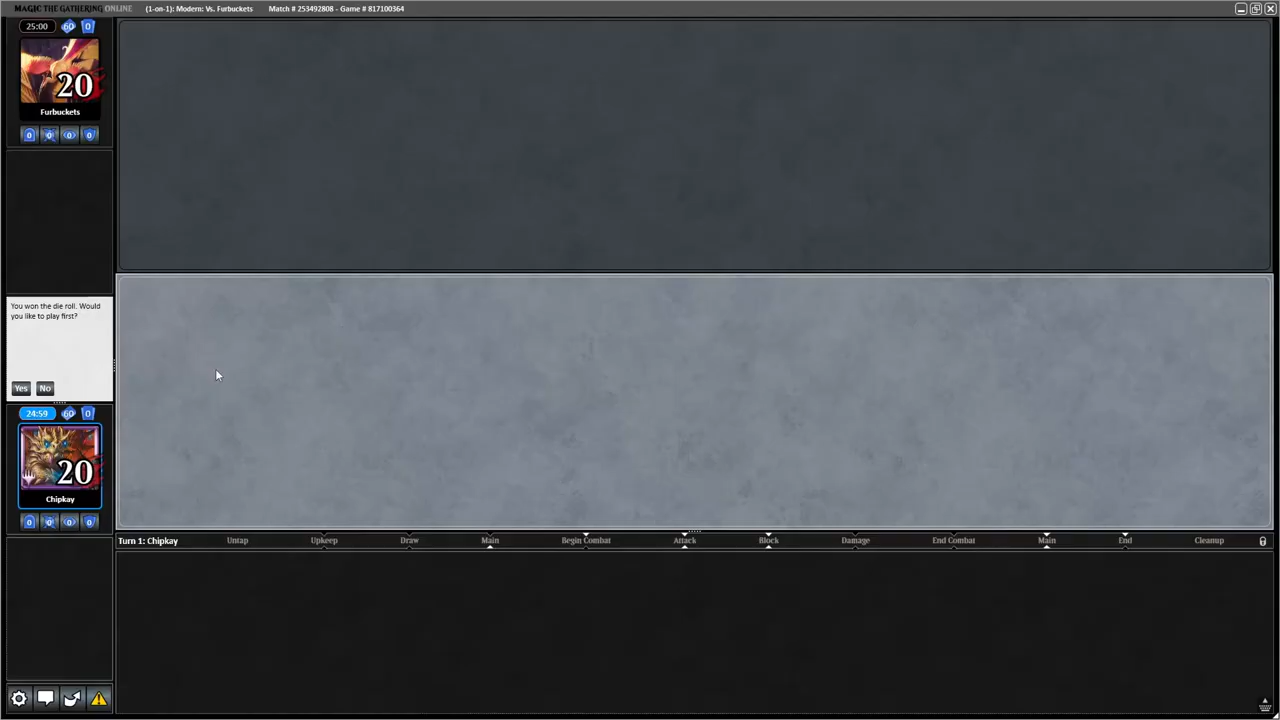 MAGIC THE GATHERING ONLINE (1-on-1): Modern: Vs. Furbuckets Match # 253492808 - Game # 817100364
25:00 60 0
20
Furbuckets
0 0 0 0
You won the die roll. Would
you like to play first?
Yes No
24:59 60 0
20
Chipkay
0 0 0 0
Turn 1: Chipkay Untap Upkeep Draw Main Begin Combat Attack Block Damage End Combat Main End Cleanup